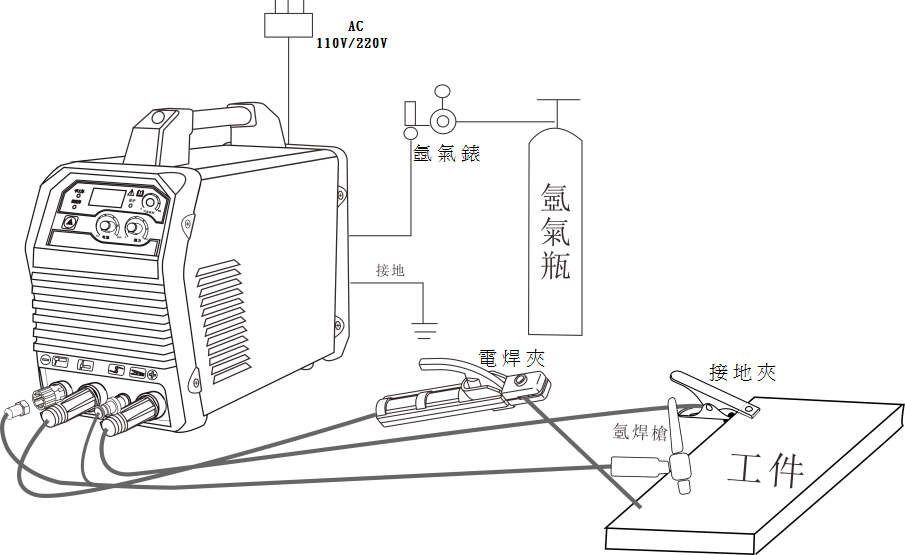 AC
110V/220V
氬氣錶
氬氣瓶
接地
電焊夾
接地夾
氬焊槍
工件